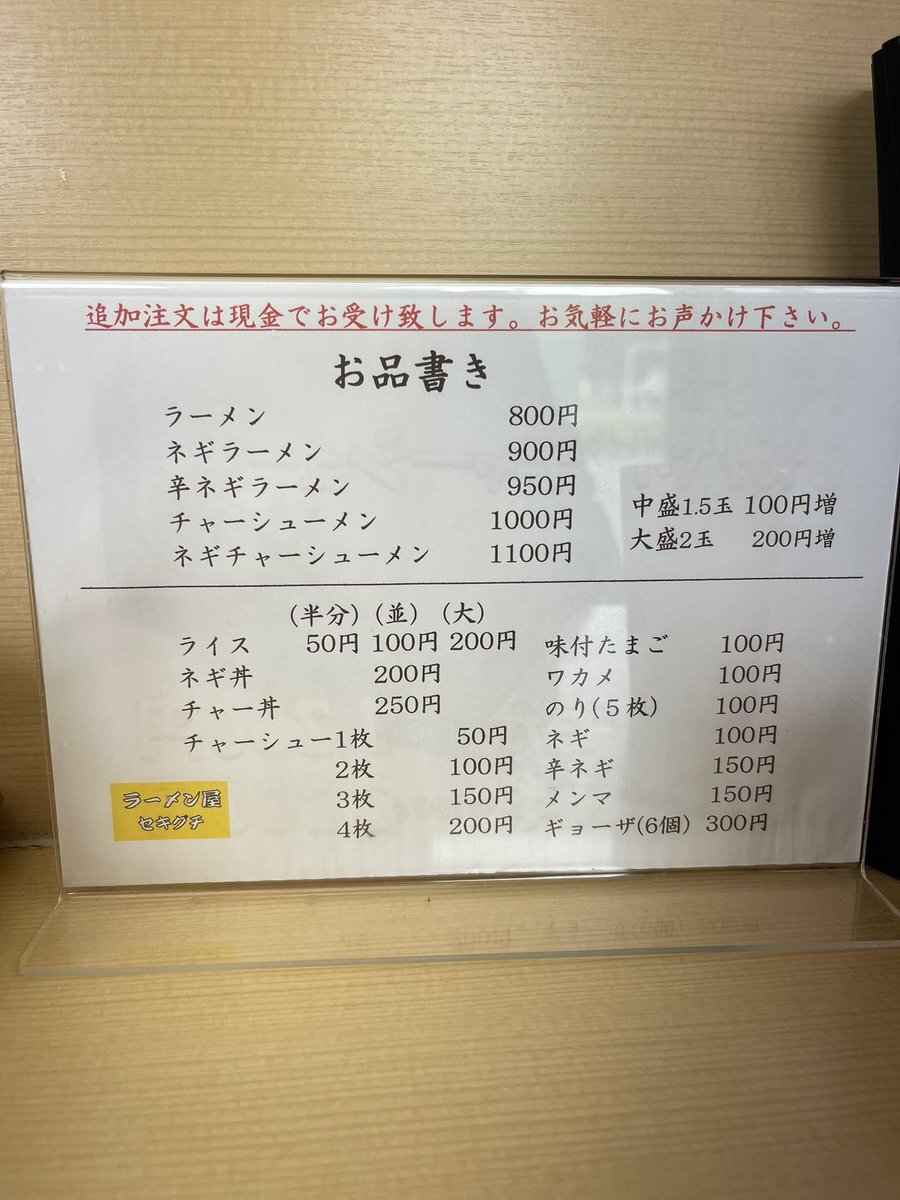 追加注文は現金でお受け致します。お気軽にお声かけ下さい。
お品書き
ラーメン 800円
ネギラーメン 900円
辛ネギラーメン 950円
チャーシューメン 1000円
ネギチャーシューメン 1100円
中盛1.5玉 100円増
大盛2玉 200円増
(半分) (並) (大)
ライス 50円 100円 200円
ネギ丼 200円
チャー丼 250円
チャーシュー1枚 50円
2枚 100円
3枚 150円
4枚 200円
味付たまご 100円
ワカメ 100円
のり(5枚) 100円
ネギ 100円
辛ネギ 150円
メンマ 150円
ギョーザ(6個) 300円
ラーメン屋
セキグチ